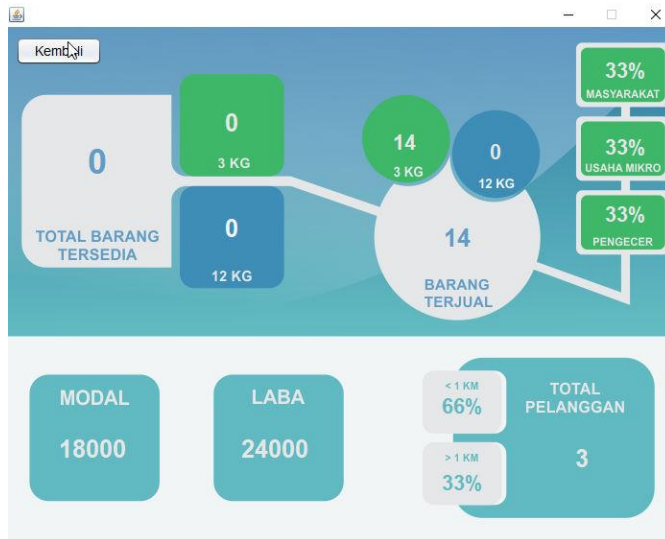 Kembali
0
TOTAL BARANG
TERSEDIA
0
3 KG
0
12 KG
14
3 KG
0
12 KG
14
BARANG
TERJUAL
33%
MASYARAKAT
33%
USAHA MIKRO
33%
PENGECER
MODAL
18000
LABA
24000
< 1 KM
66%
> 1 KM
33%
TOTAL
PELANGGAN
3